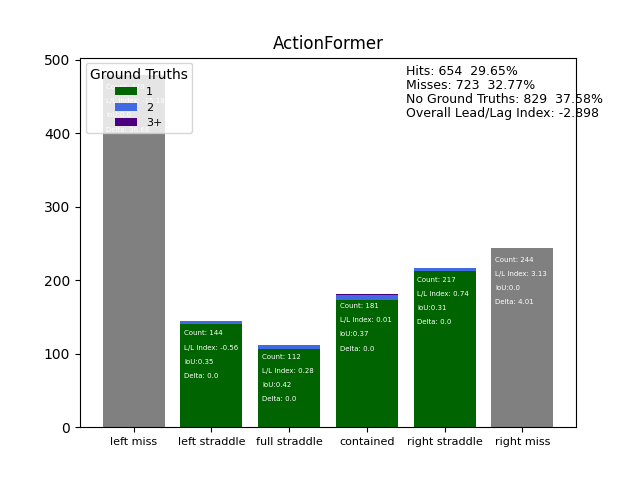 ActionFormer
500
400
300
200
100
0
Ground Truths
1
2
3+
Hits: 654 29.65%
Misses: 723 32.77%
No Ground Truths: 829 37.58%
Overall Lead/Lag Index: -2.898
Count: 144
L/L Index: -0.56
IoU:0.35
Delta: 0.0
Count: 112
L/L Index: 0.28
IoU:0.42
Delta: 0.0
Count: 181
L/L Index: 0.01
IoU:0.37
Delta: 0.0
Count: 217
L/L Index: 0.74
IoU:0.31
Delta: 0.0
Count: 244
L/L Index: 3.13
IoU:0.0
Delta: 4.01
left miss
left straddle
full straddle
contained
right straddle
right miss